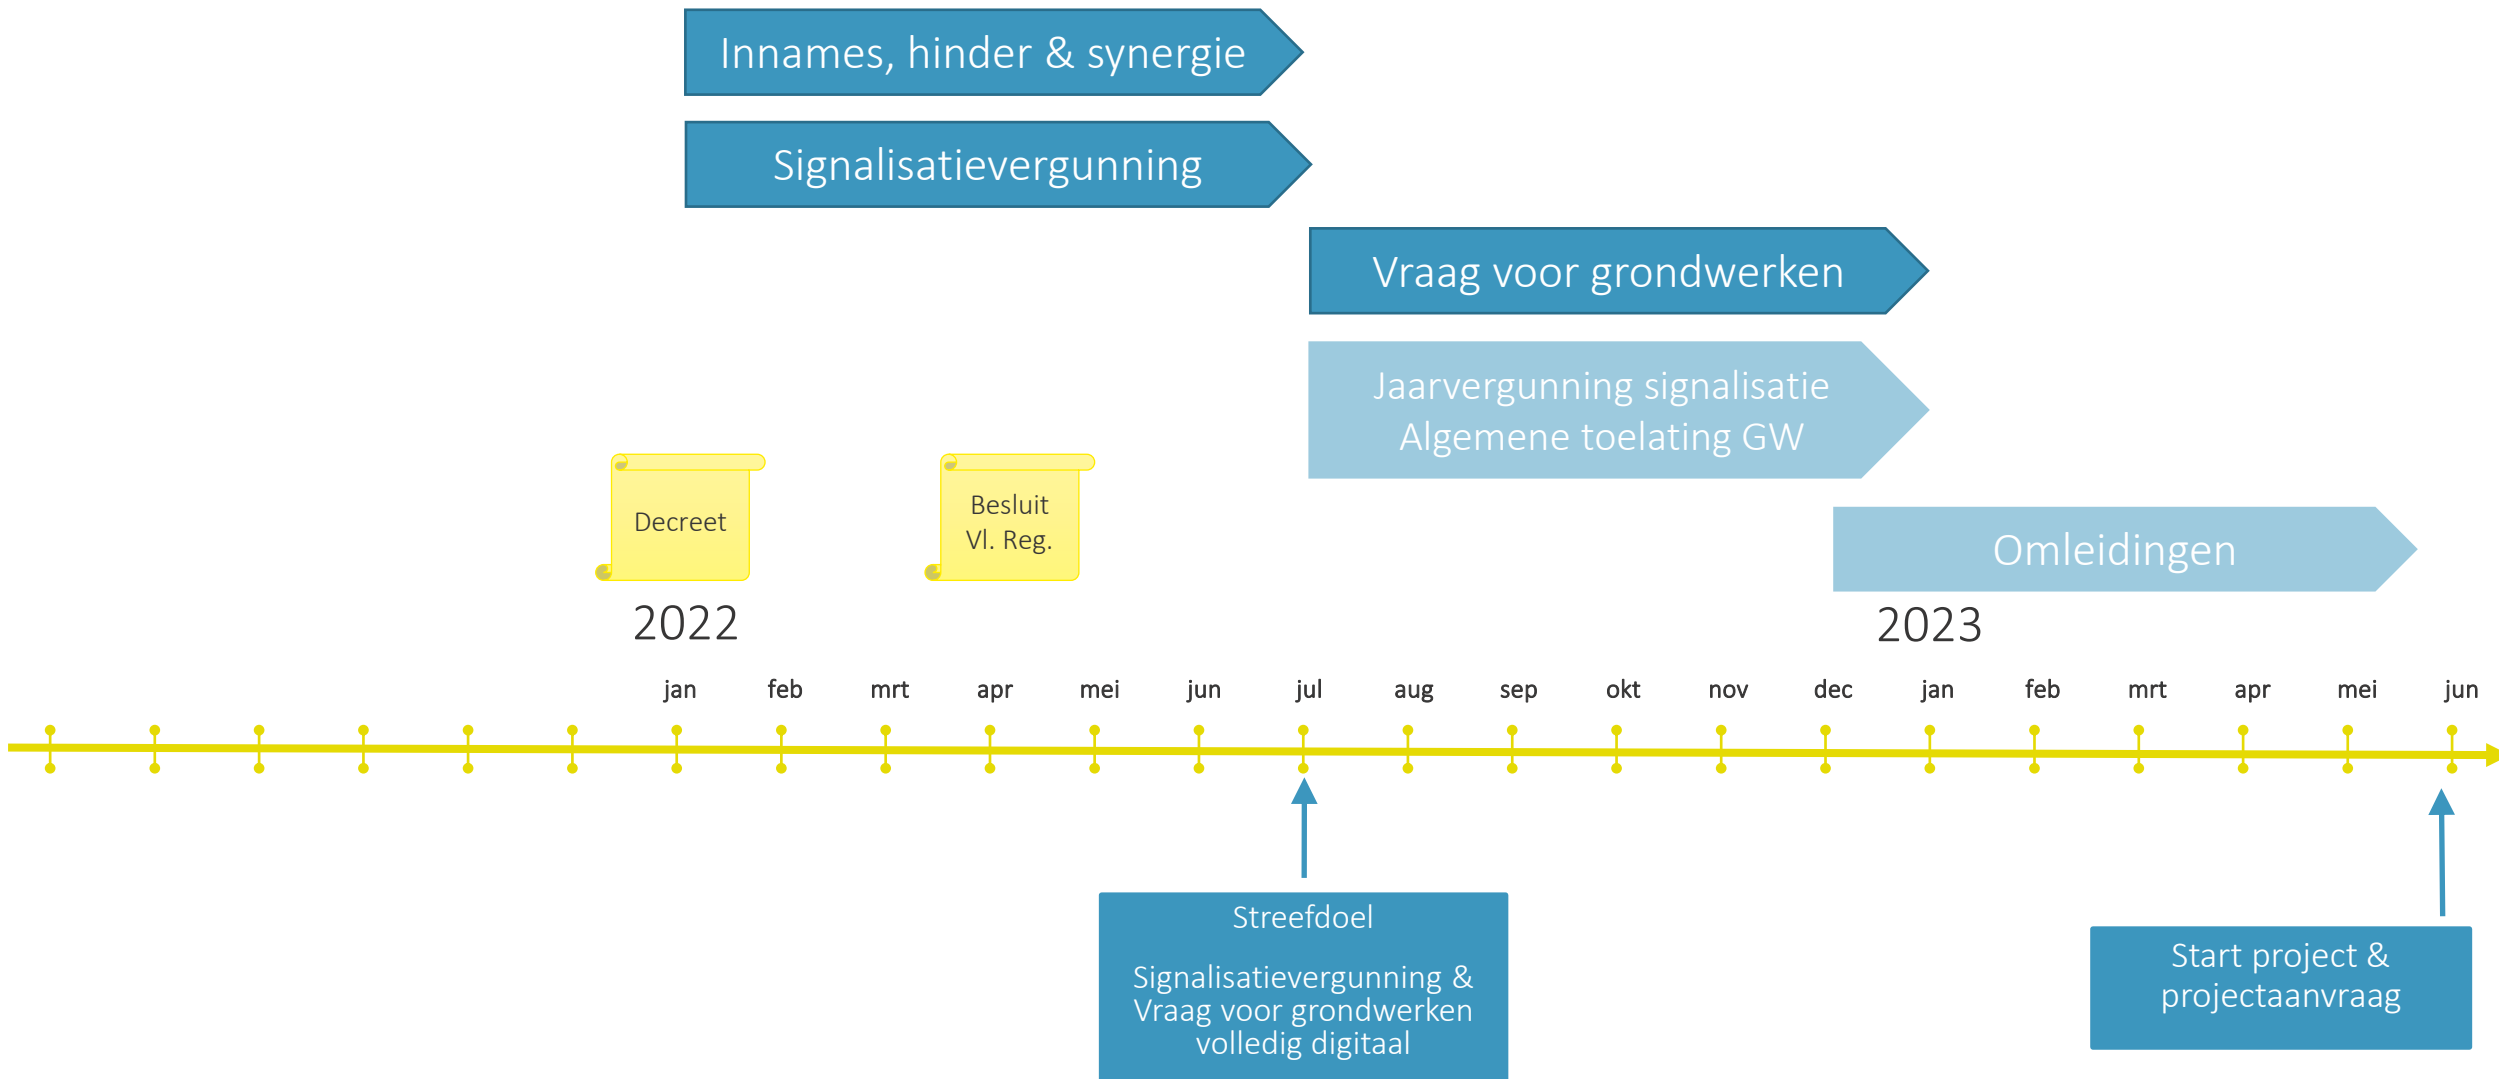 Innames, hinder & synergie
Signalisatievergunning
Vraag voor grondwerken
Jaarvergunning signalisatie
Algemene toelating GW
Decreet
Besluit
Vl. Reg.
Omleidingen
2022
2023
jan feb mrt apr mei jun jul aug sep okt nov dec jan feb mrt apr mei jun
Streefdoel
Signalisatievergunning &
Vraag voor grondwerken
volledig digitaal
Start project &
projectaanvraag